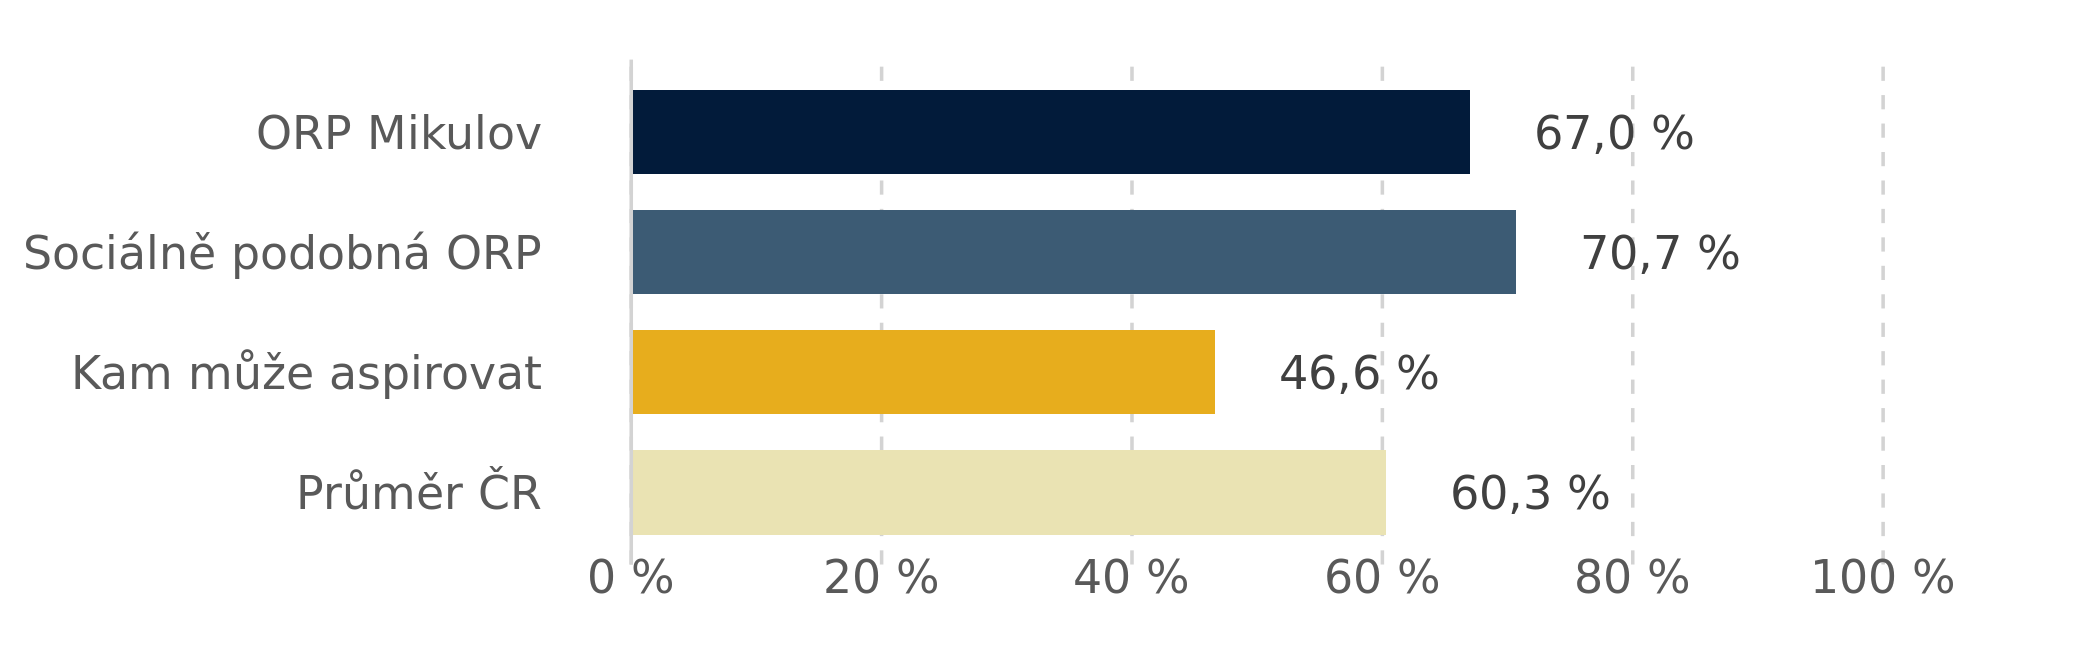 ORP Mikulov 67,0 %
Sociálně podobná ORP 70,7 %
Kam může aspirovat 46,6 %
Průměr ČR 60,3 %
0 % 20 % 40 % 60 % 80 % 100 %